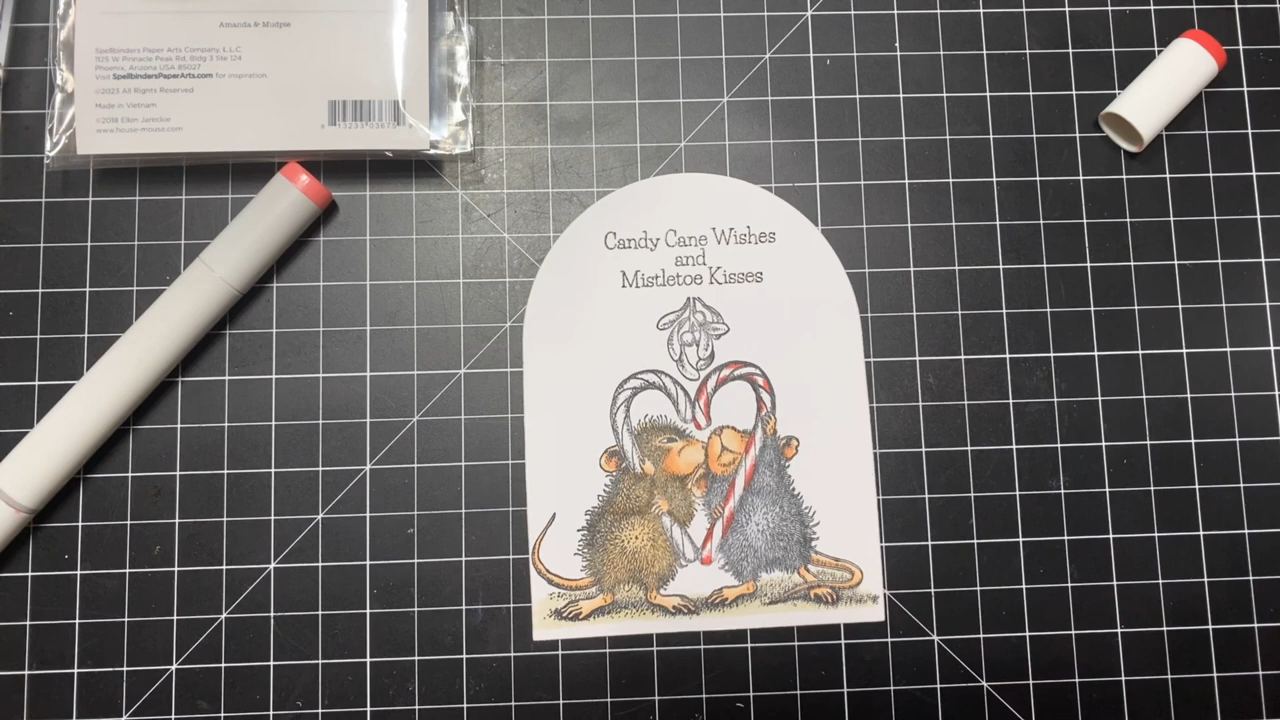 Amanda & Mudpie
Spellbinders Paper Arts Company, L.L.C.
1125 W Pinnacle Peak Rd, Bldg 3 Ste 124
Phoenix, Arizona USA 85027
Visit SpellbindersPaperArts.com for inspiration.
©2023 All Rights Reserved
Made in Vietnam
©2018 Ellen Jareckie
www.house-mouse.com
Candy Cane Wishes
and
Mistletoe Kisses